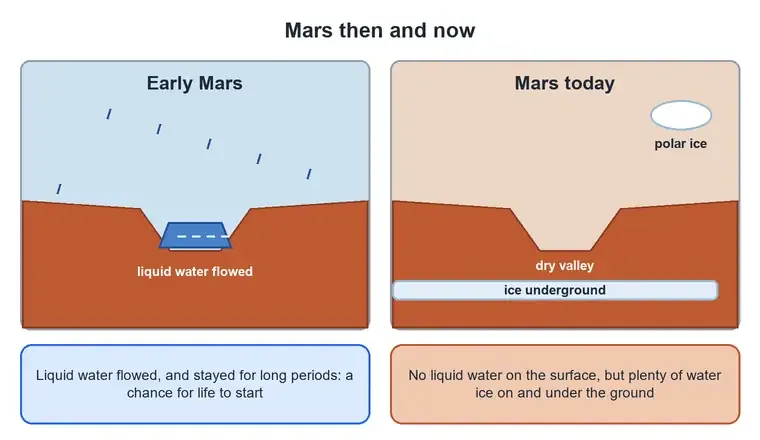 Mars then and now
Early Mars
liquid water flowed
Liquid water flowed, and stayed for long periods: a
chance for life to start
Mars today
polar ice
dry valley
ice underground
No liquid water on the surface, but plenty of water
ice on and under the ground